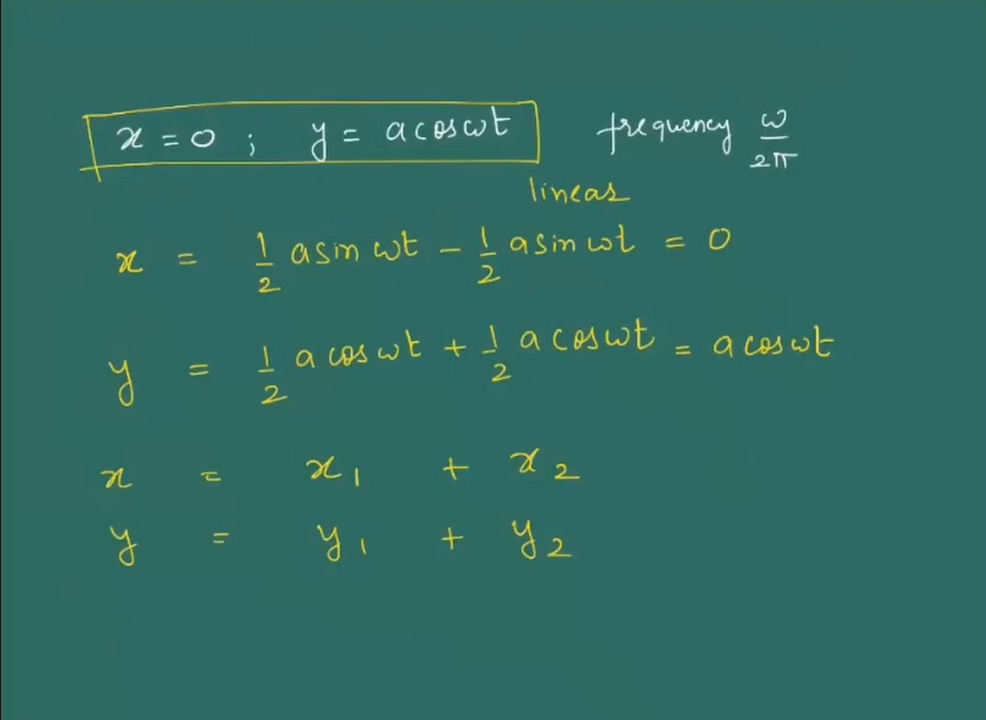 x = 0 ; y = a cos ωt frequency ω/2π
linear
x = 1/2 a sin ωt - 1/2 a sin ωt = 0
y = 1/2 a cos ωt + 1/2 a cos ωt = a cos ωt
x = x₁ + x₂
y = y₁ + y₂